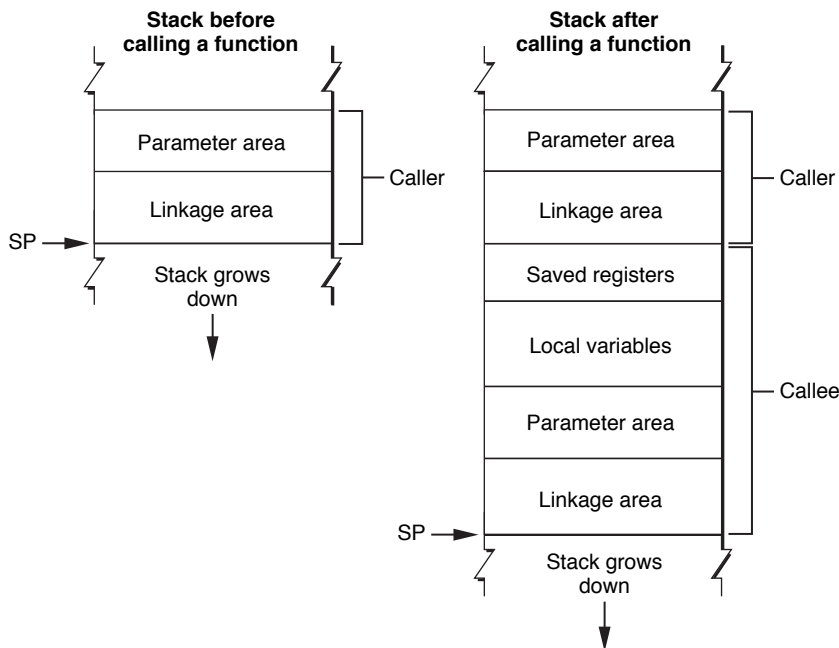 Stack before
calling a function
Parameter area
Linkage area
Caller
SP
Stack grows
down
Stack after
calling a function
Parameter area
Linkage area
Caller
Saved registers
Local variables
Parameter area
Linkage area
Callee
SP
Stack grows
down